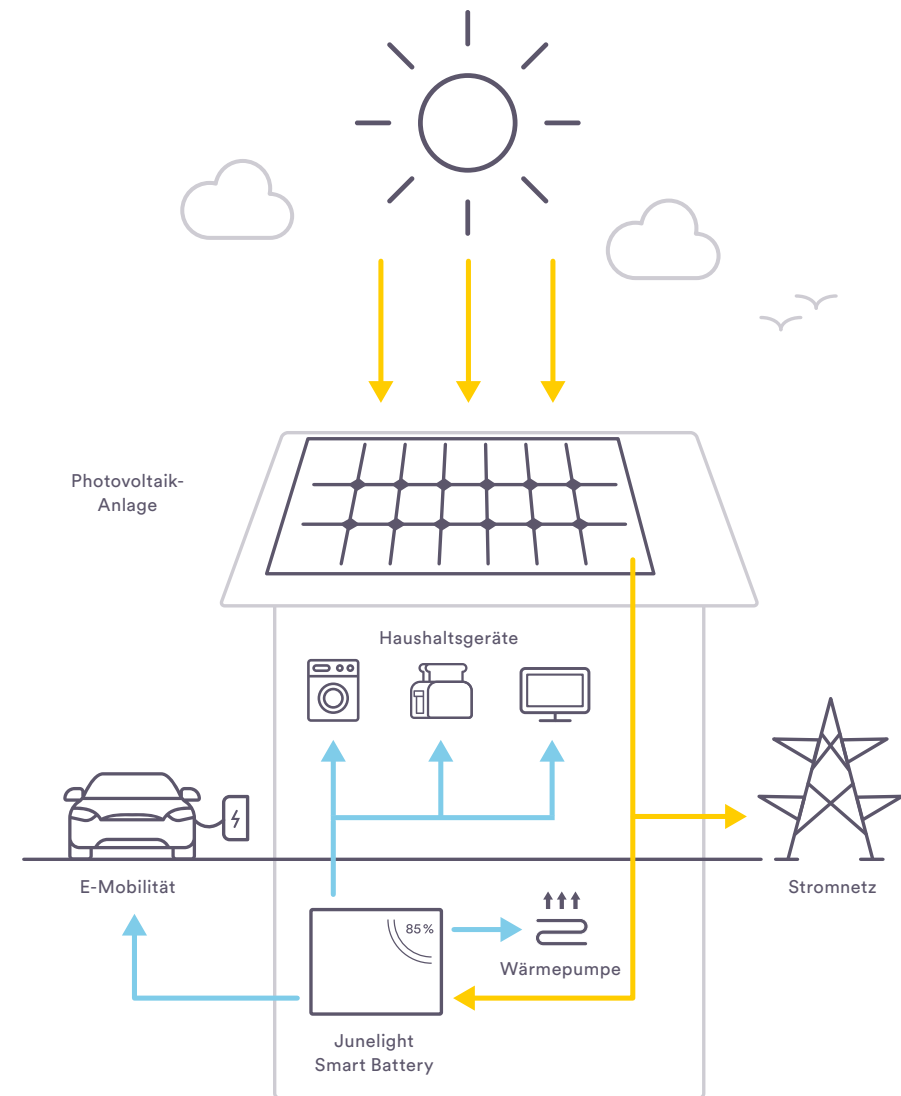 Photovoltaik-
Anlage
Haushaltsgeräte
E-Mobilität
Stromnetz
85%
Wärmepumpe
Junelight
Smart Battery